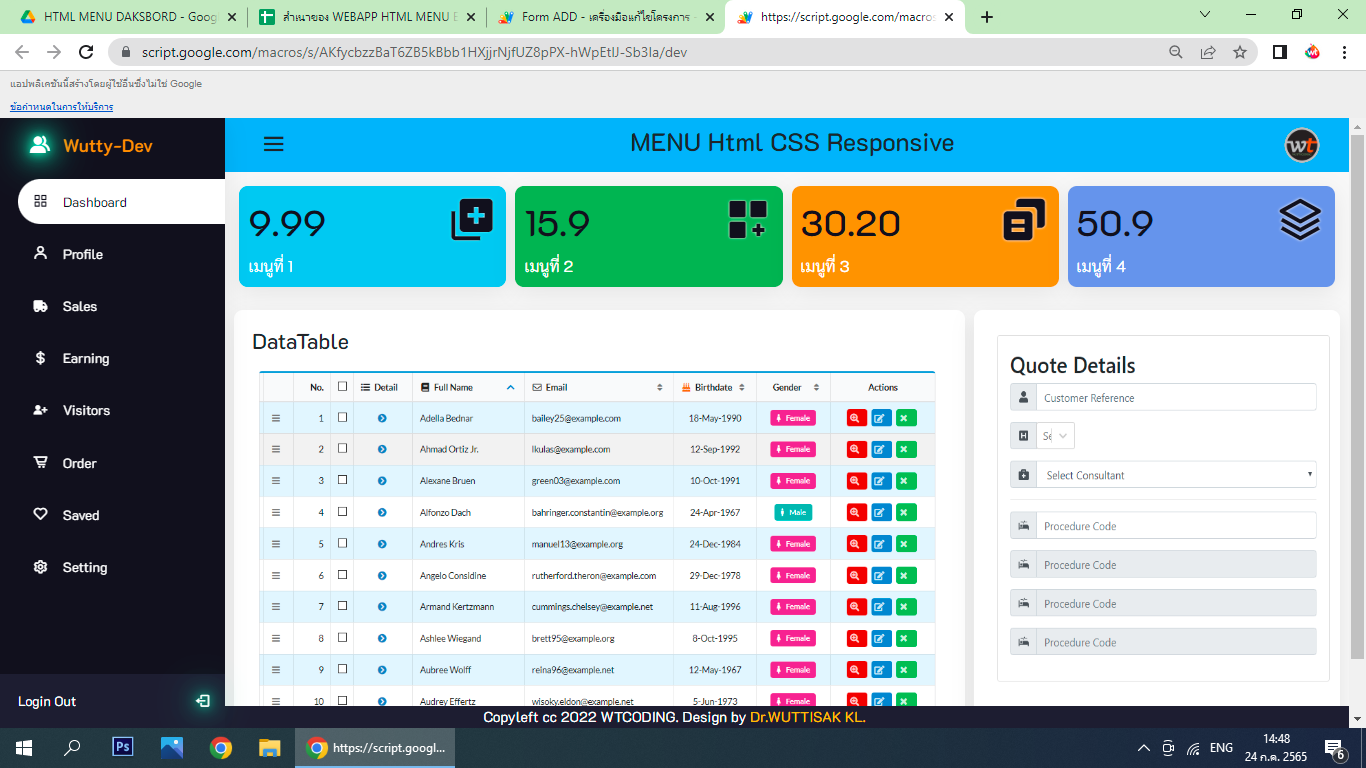 HTML MENU DAKSBORD - Goog
สำเนาของ WEBAPP HTML MENU E
Form ADD - เครื่องมือแก้ไขโครงการ -
https://script.google.com/macros
script.google.com/macros/s/AKfycbzzBaT6ZB5kBbb1HXjjrNjfUZ8pPX-hWpEtlJ-Sb3Ia/dev
แอปพลิเคชันนี้สร้างโดยผู้ใช้อื่นซึ่งไม่ใช่ Google
ข้อกำหนดในการให้บริการ
Wutty-Dev
Dashboard
Profile
Sales
Earning
Visitors
Order
Saved
Setting
Login Out
MENU Html CSS Responsive
wt
9.99
เมนูที่ 1
15.9
เมนูที่ 2
30.20
เมนูที่ 3
50.9
เมนูที่ 4
DataTable
No. Detail Full Name Email Birthdate Gender Actions
1 Adella Bednar bailey25@example.com 18-May-1990 Female
2 Ahmad Ortiz Jr. lkulas@example.com 12-Sep-1992 Female
3 Alexane Bruen green03@example.com 10-Oct-1991 Female
4 Alfonzo Dach bahringer.constantin@example.org 24-Apr-1967 Male
5 Andres Kris manuel13@example.org 24-Dec-1984 Female
6 Angelo Considine rutherford.theron@example.com 29-Dec-1978 Female
7 Armand Kertzmann cummings.chelsey@example.net 11-Aug-1996 Female
8 Ashlee Wiegand brett95@example.org 8-Oct-1995 Female
9 Aubree Wolff reina96@example.net 12-May-1967 Female
10 Audrey Effertz wisoky.eldon@example.com 5-Jun-1973 Female
Quote Details
Customer Reference
Se
Select Consultant
Procedure Code
Procedure Code
Procedure Code
Procedure Code
Copyleft cc 2022 WTCODING. Design by Dr.WUTTISAK KL.
Ps
https://script.googl...
ENG
14:48
24 ก.ค. 2565
6